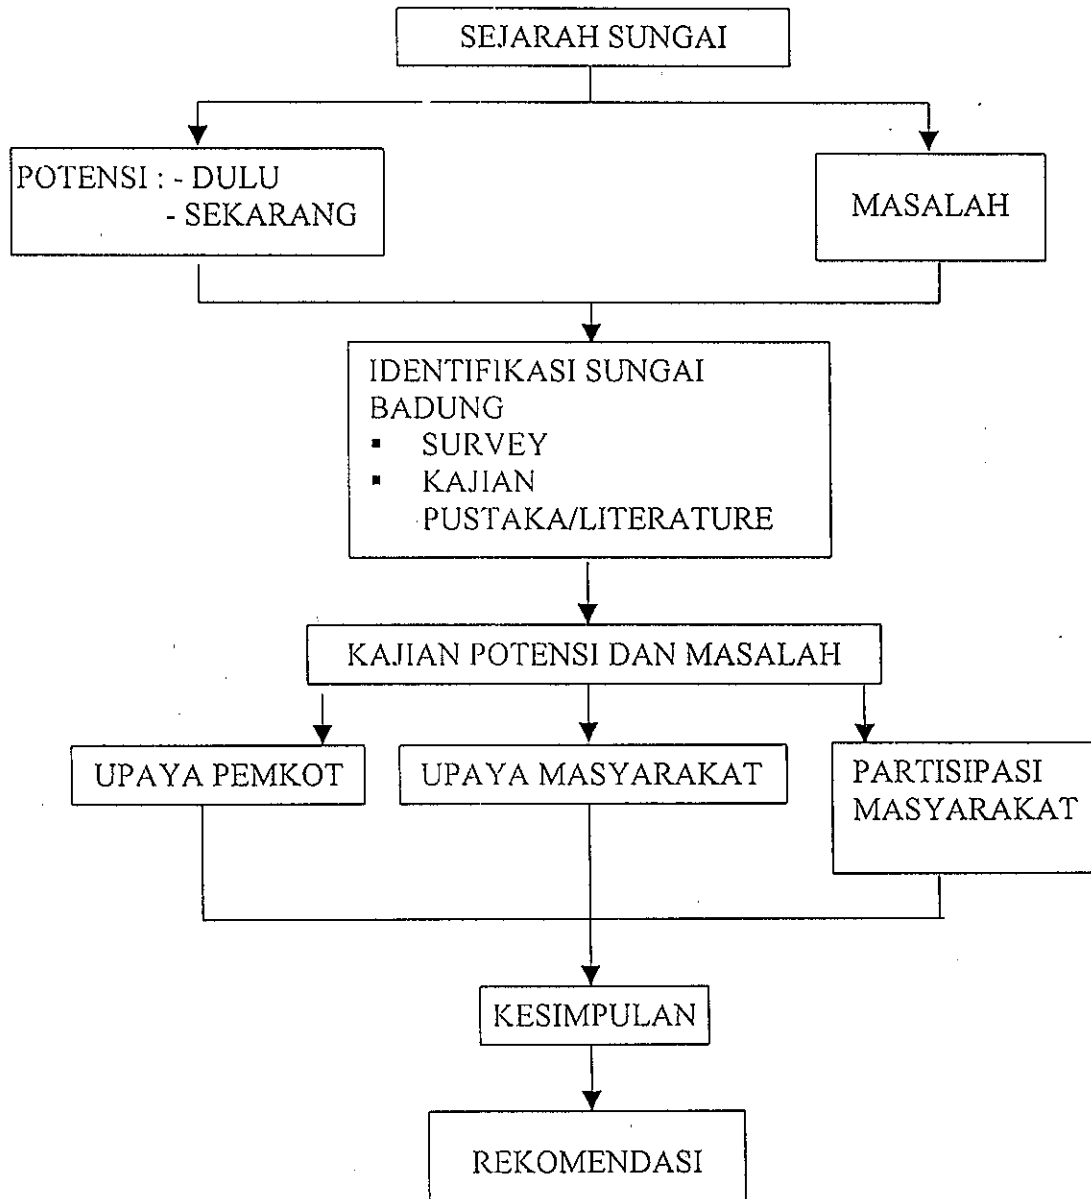 SEJARAH SUNGAI
POTENSI : - DULU
- SEKARANG
MASALAH
IDENTIFIKASI SUNGAI
BADUNG
▪ SURVEY
▪ KAJIAN
PUSTAKA/LITERATURE
KAJIAN POTENSI DAN MASALAH
UPAYA PEMKOT
UPAYA MASYARAKAT
PARTISIPASI
MASYARAKAT
KESIMPULAN
REKOMENDASI